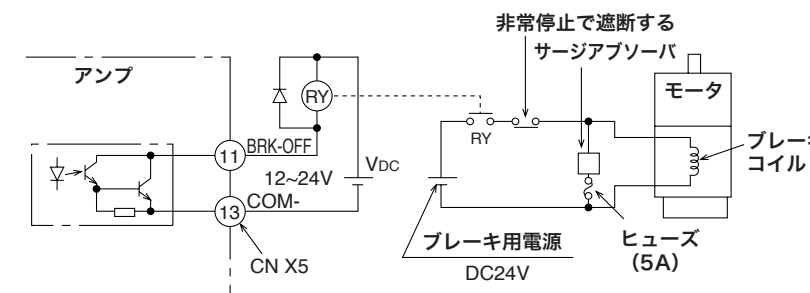 非常停止で遮断する
サージアブソーバ
アンプ
モータ
RY
RY
11
BRK-OFF
ブレーキ
コイル
12~24V
VDC
13
COM-
CN X5
ブレーキ用電源
DC24V
ヒューズ
(5A)